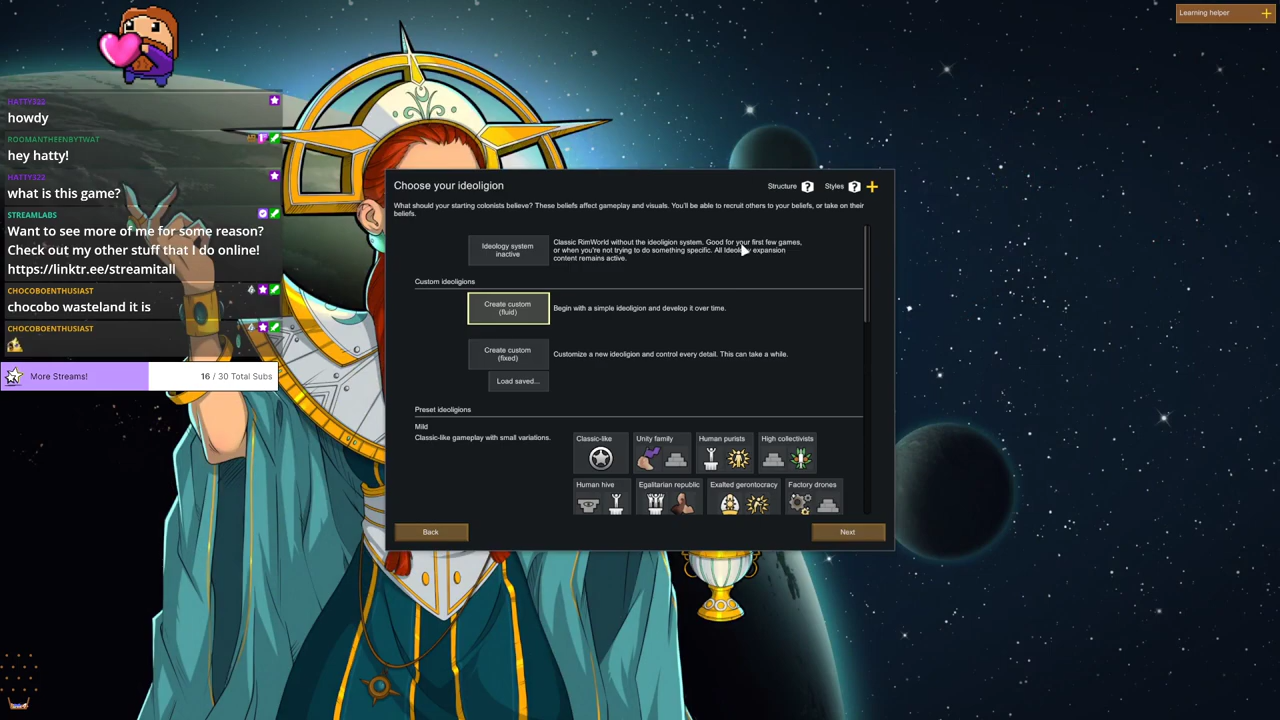 Learning helper
HATTY322
howdy
ROOMANTHEENBYTWAT
hey hatty!
HATTY322
what is this game?
STREAMLABS
Want to see more of me for some reason?
Check out my other stuff that I do online!
https://linktr.ee/streamitall
CHOCOBOENTHUSIAST
chocobo wasteland it is
CHOCOBOENTHUSIAST
More Streams!
16 / 30 Total Subs
Choose your ideoligion
Structure ?
Styles ?
What should your starting colonists believe? These beliefs affect gameplay and visuals. You'll be able to recruit others to your beliefs, or take on their
beliefs.
Ideology system
inactive
Classic RimWorld without the ideoligion system. Good for your first few games,
or when you're not trying to do something specific. All Ideology expansion
content remains active.
Custom ideoligions
Create custom
(fluid)
Begin with a simple ideoligion and develop it over time.
Create custom
(fixed)
Customize a new ideoligion and control every detail. This can take a while.
Load saved...
Preset ideoligions
Mild
Classic-like gameplay with small variations.
Classic-like
Unity family
Human purists
High collectivists
Human hive
Egalitarian republic
Exalted gerontocracy
Factory drones
Back
Next